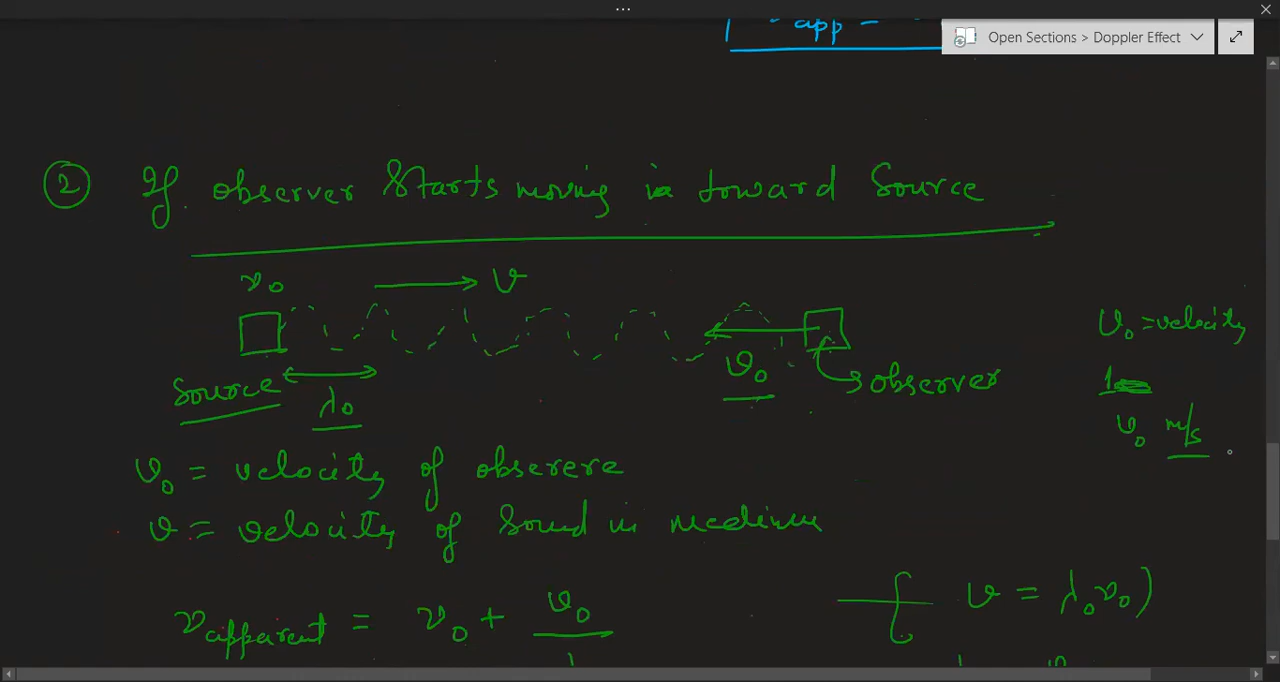 ...
app =
Open Sections > Doppler Effect
② If observer Starts moving in toward Source
ν₀
v
v₀ = velocity
Source
λ₀
v₀
observer
v₀ m/s
v₀ = velocity of obserere
v = velocity of Sound in medium
ν apparent = ν₀ + v₀
v = λ₀ν₀)